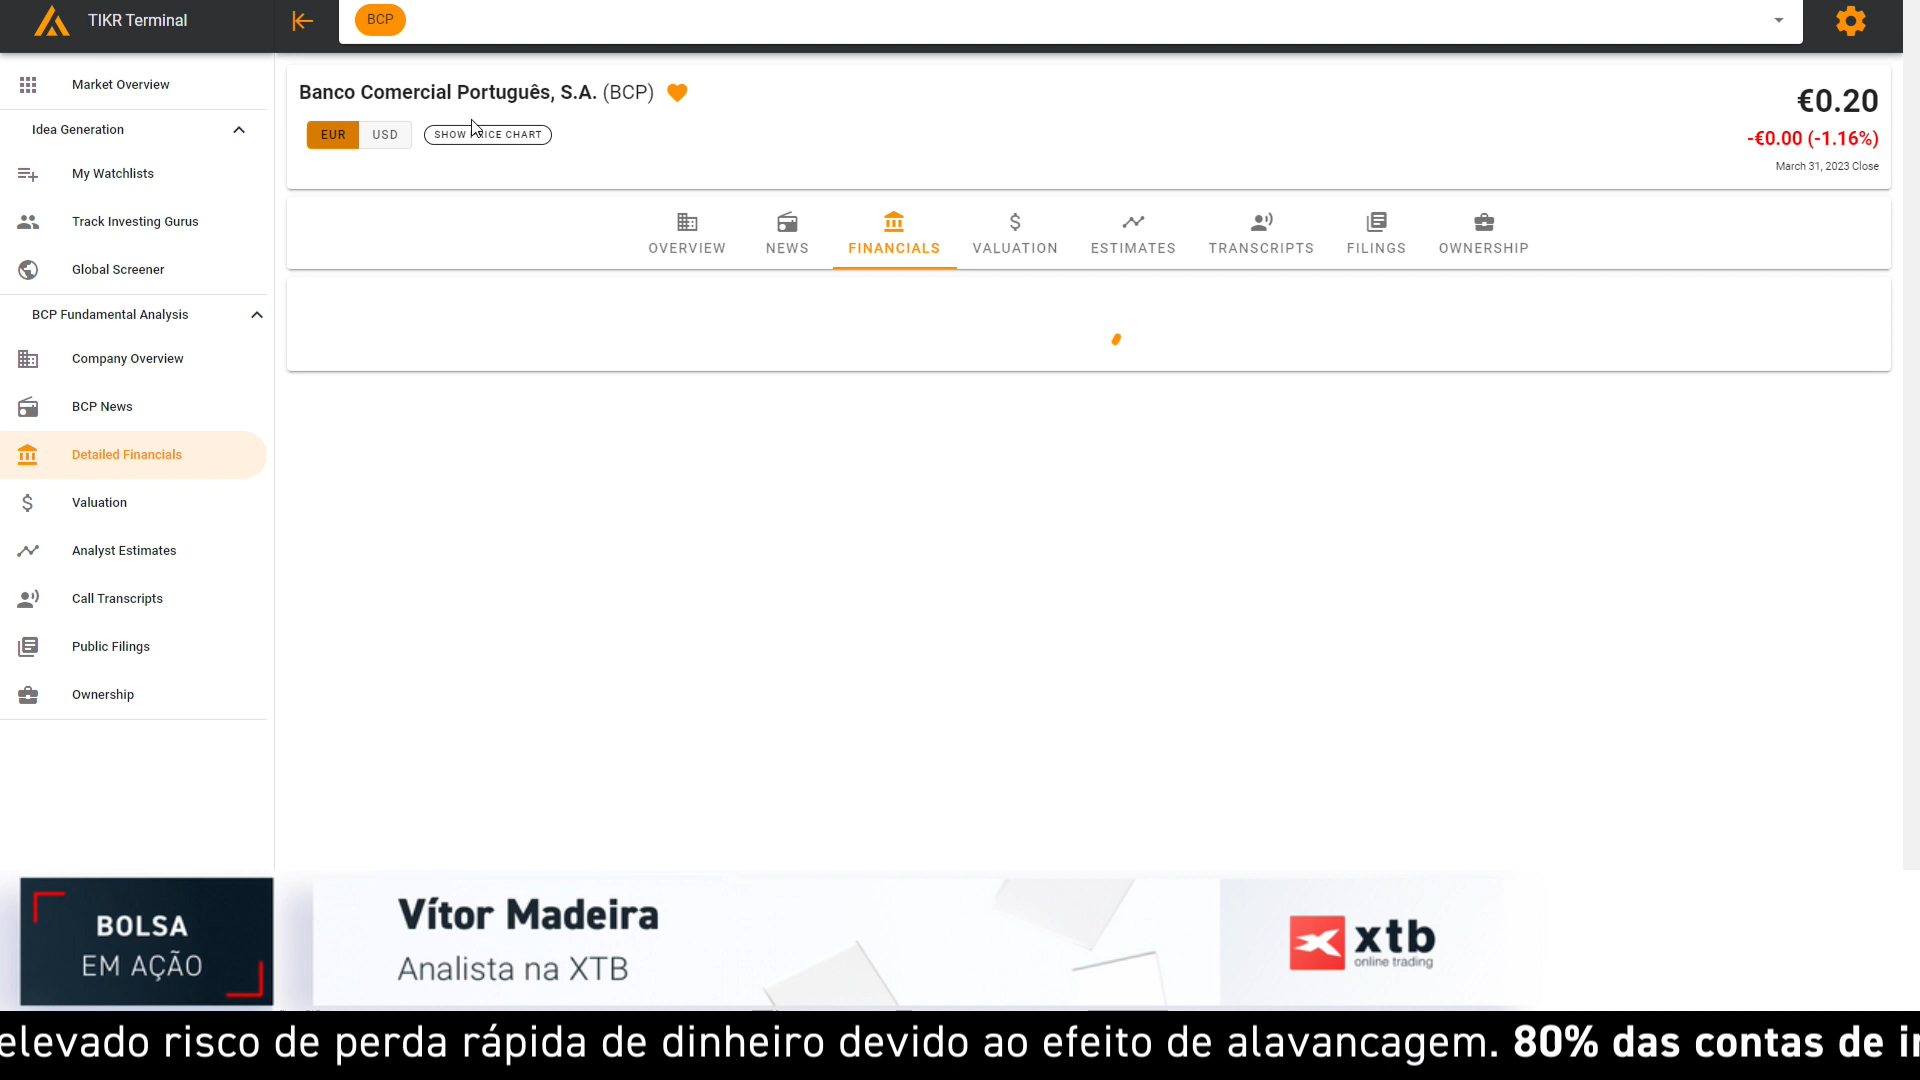 TIKR Terminal
BCP
Market Overview
Idea Generation
My Watchlists
Track Investing Gurus
Global Screener
BCP Fundamental Analysis
Company Overview
BCP News
Detailed Financials
Valuation
Analyst Estimates
Call Transcripts
Public Filings
Ownership
Banco Comercial Português, S.A. (BCP)
EUR USD SHOW CHART
€0.20
-€0.00 (-1.16%)
March 31, 2023 Close
OVERVIEW NEWS FINANCIALS VALUATION ESTIMATES TRANSCRIPTS FILINGS OWNERSHIP
BOLSA
EM AÇÃO
Vítor Madeira
Analista na XTB
xtb
online trading
elevado risco de perda rápida de dinheiro devido ao efeito de alavancagem. 80% das contas de